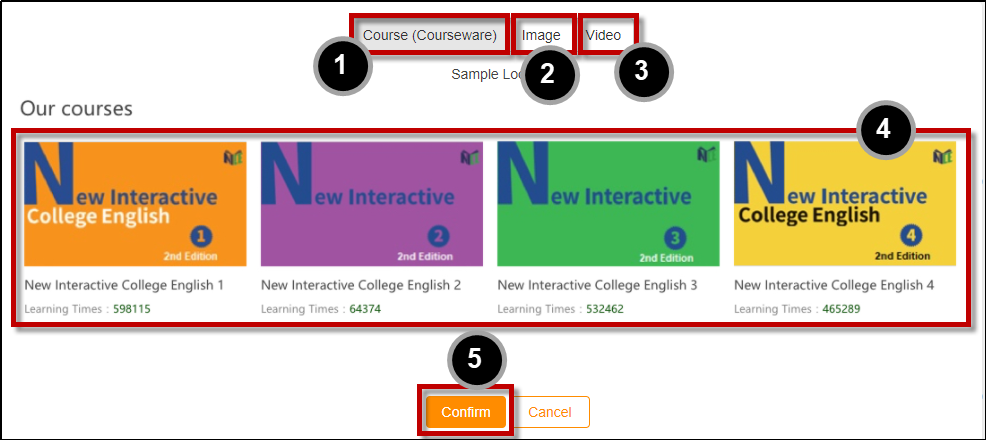 Course (Courseware) Image Video
1 2 3
Sample Loc
Our courses
4
New Interactive
College English
1
2nd Edition
New Interactive
2
2nd Edition
New Interactive
3
2nd Edition
New Interactive
College English
4
2nd Edition
New Interactive College English 1
Learning Times : 598115
New Interactive College English 2
Learning Times : 64374
New Interactive College English 3
Learning Times : 532462
New Interactive College English 4
Learning Times : 465289
5
Confirm Cancel